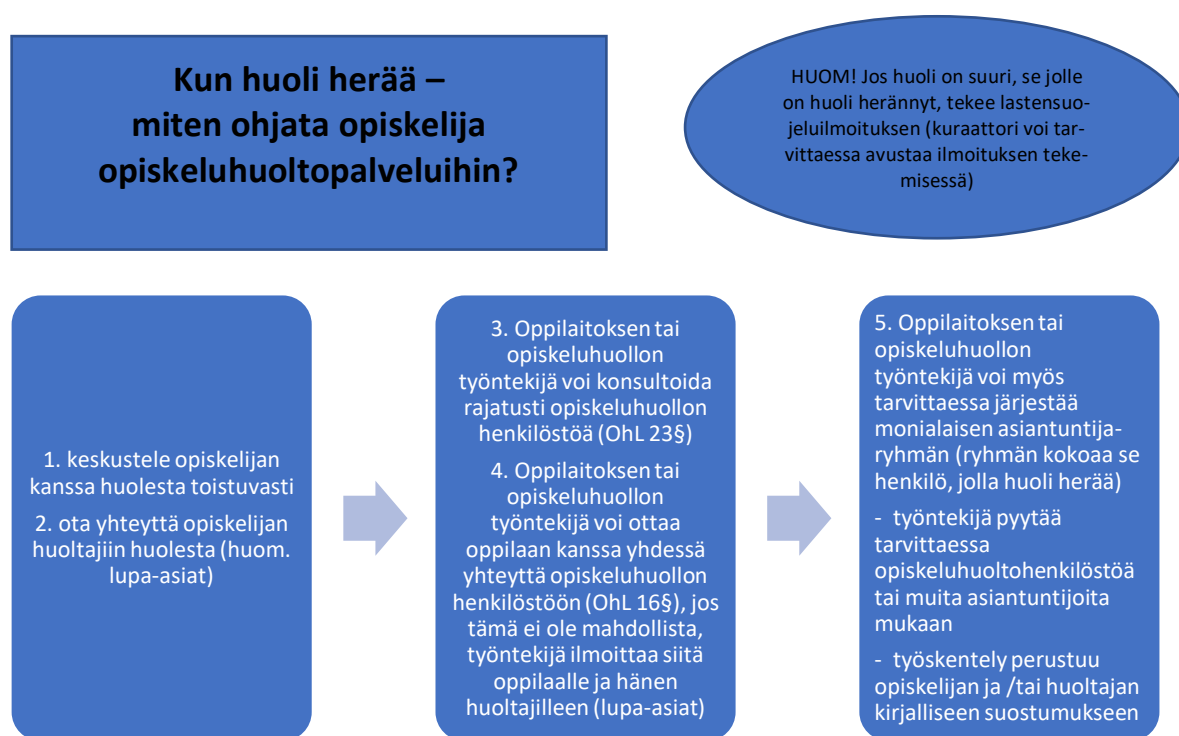 Kun huoli herää –
miten ohjata opiskelija
opiskeluhuoltopalveluihin?
HUOM! Jos huoli on suuri, se jolle
on huoli herännyt, tekee lastensuo-
jeluilmoituksen (kuraattori voi tar-
vittaessa avustaa ilmoituksen teke-
misessä)
1. keskustele opiskelijan
kanssa huolesta toistuvasti
2. ota yhteyttä opiskelijan
huoltajiin huolesta (huom.
lupa-asiat)
3. Oppilaitoksen tai
opiskeluhuollon
työntekijä voi konsultoida
rajatusti opiskeluhuollon
henkilöstöä (OhL 23§)
4. Oppilaitoksen tai
opiskeluhuollon
työntekijä voi ottaa
oppilaan kanssa yhdessä
yhteyttä opiskeluhuollon
henkilöstöön (OhL 16§), jos
tämä ei ole mahdollista,
työntekijä ilmoittaa siitä
oppilaalle ja hänen
huoltajilleen (lupa-asiat)
5. Oppilaitoksen tai
opiskeluhuollon
työntekijä voi myös
tarvittaessa järjestää
monialaisen asiantuntija-
ryhmän (ryhmän kokoaa se
henkilö, jolla huoli herää)
- työntekijä pyytää
tarvittaessa
opiskeluhuoltohenkilöstöä
tai muita asiantuntijoita
mukaan
- työskentely perustuu
opiskelijan ja /tai huoltajan
kirjalliseen suostumukseen